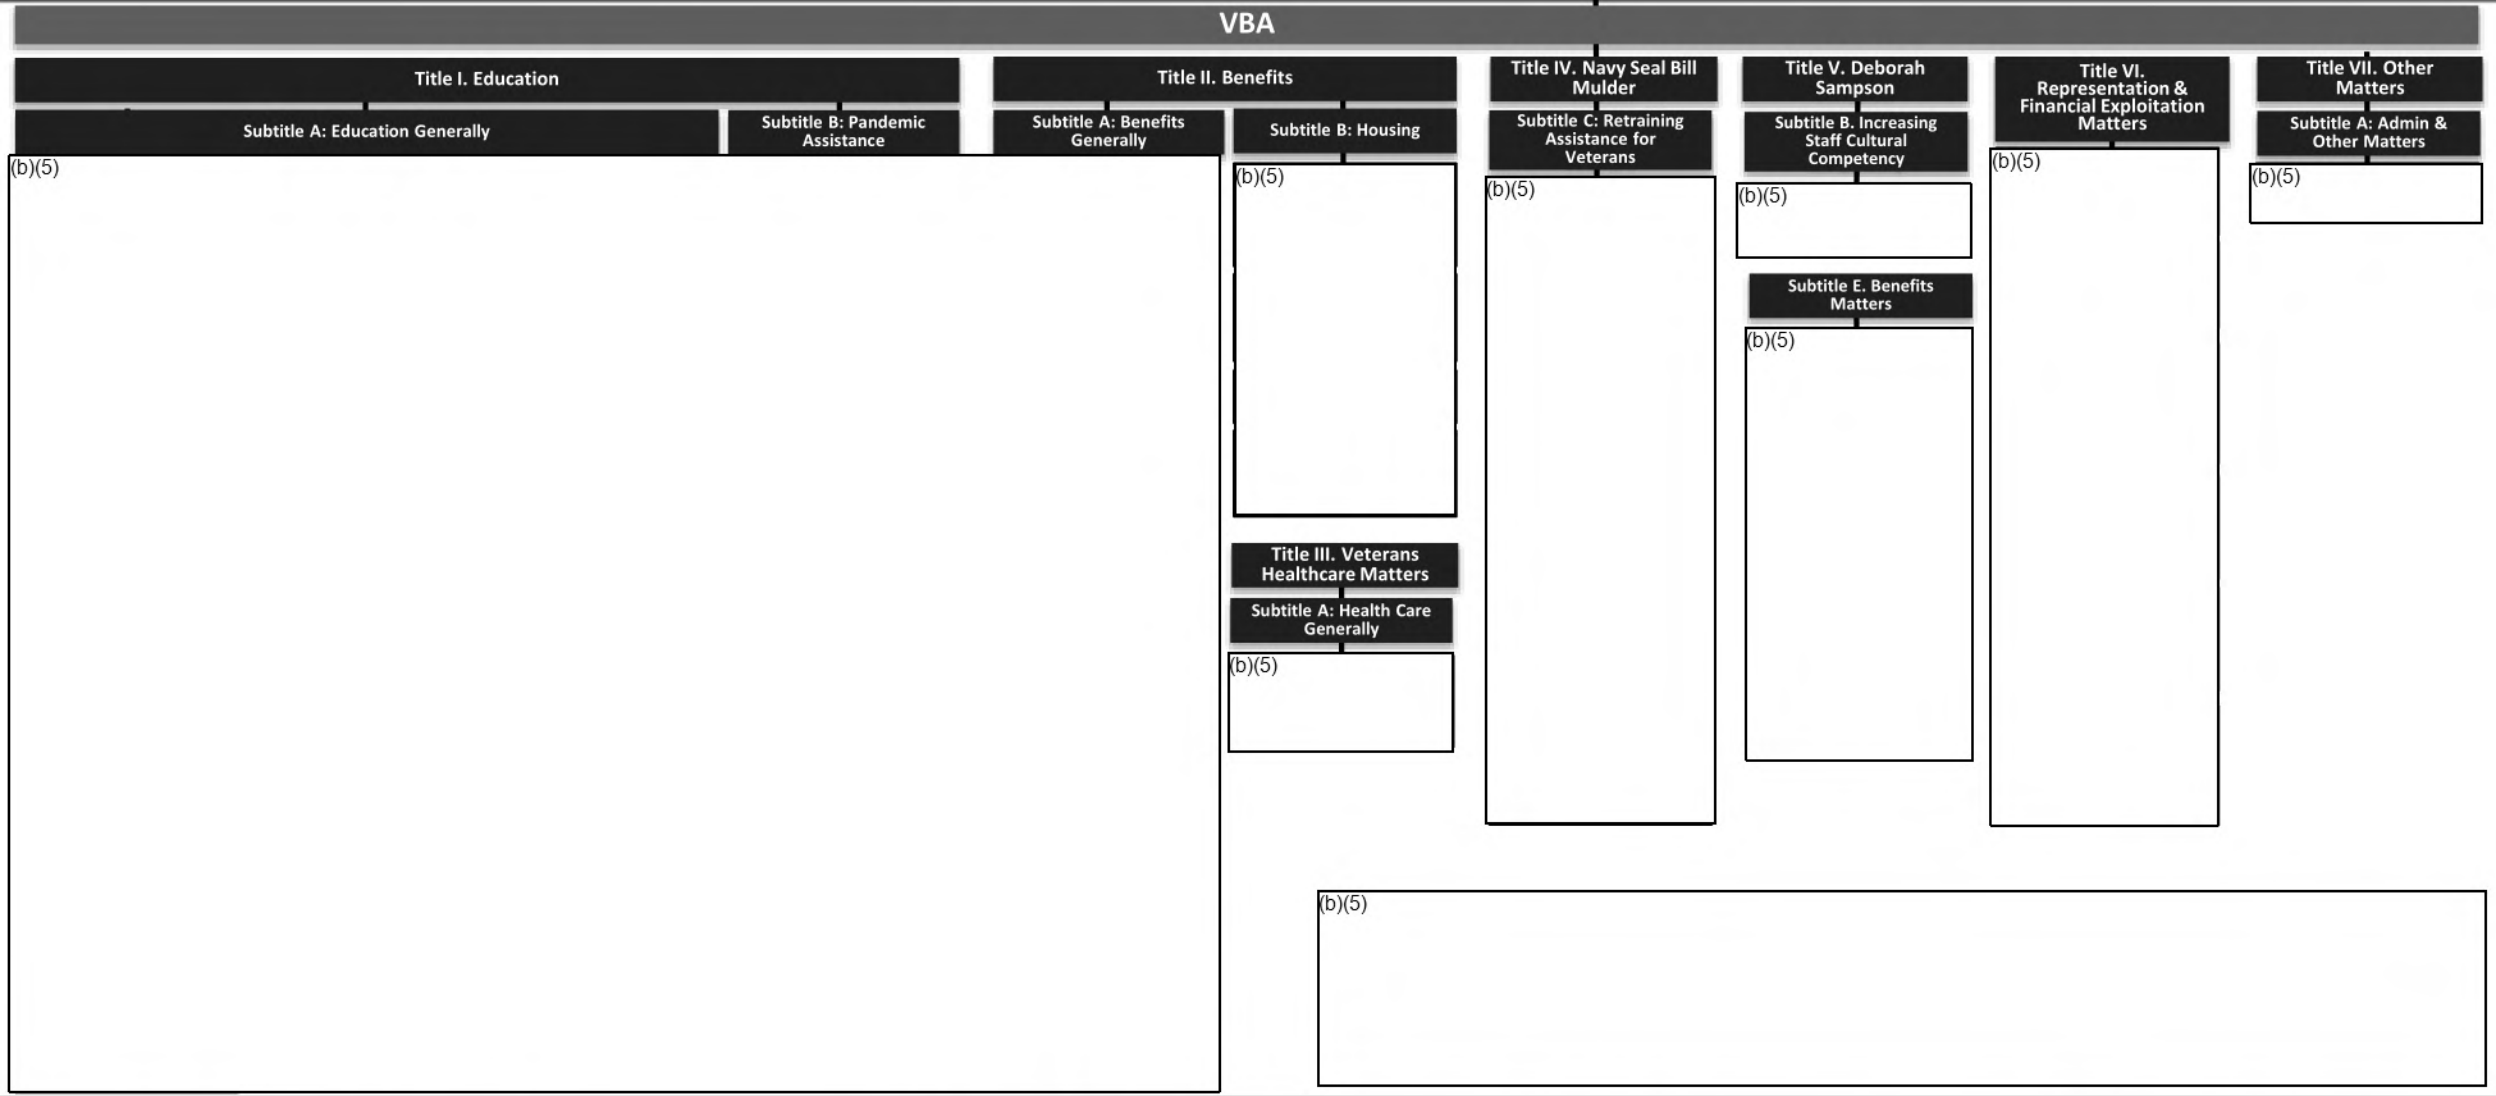 VBA
Title I. Education
Subtitle A: Education Generally
Subtitle B: Pandemic
Assistance
(b)(5)
Title II. Benefits
Subtitle A: Benefits
Generally
Subtitle B: Housing
(b)(5)
Title III. Veterans
Healthcare Matters
Subtitle A: Health Care
Generally
(b)(5)
Title IV. Navy Seal Bill
Mulder
Subtitle C: Retraining
Assistance for
Veterans
(b)(5)
Title V. Deborah
Sampson
Subtitle B. Increasing
Staff Cultural
Competency
(b)(5)
Subtitle E. Benefits
Matters
(b)(5)
Title VI.
Representation &
Financial Exploitation
Matters
(b)(5)
Title VII. Other
Matters
Subtitle A: Admin &
Other Matters
(b)(5)
(b)(5)